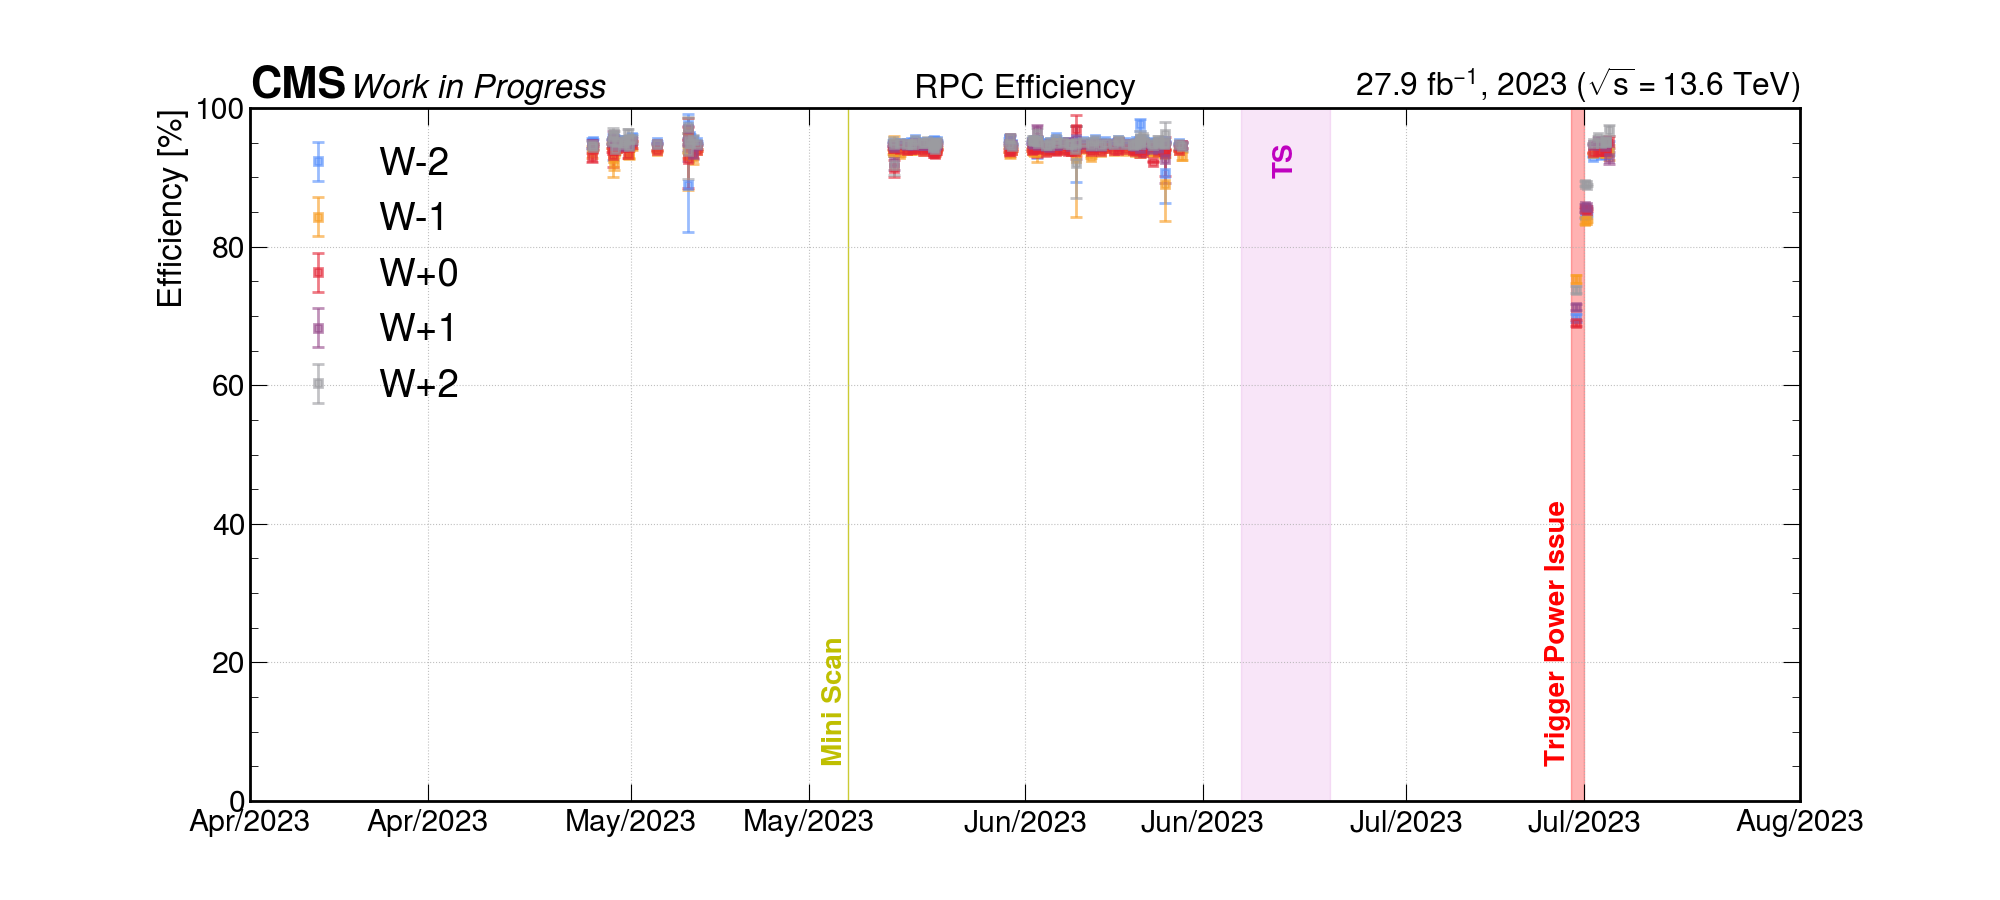 CMS Work in Progress RPC Efficiency 27.9 fb⁻¹, 2023 (√s = 13.6 TeV)
Efficiency [%]
100
80
60
40
20
0
W-2
W-1
W+0
W+1
W+2
Mini Scan
TS
Trigger Power Issue
Apr/2023 Apr/2023 May/2023 May/2023 Jun/2023 Jun/2023 Jul/2023 Jul/2023 Aug/2023